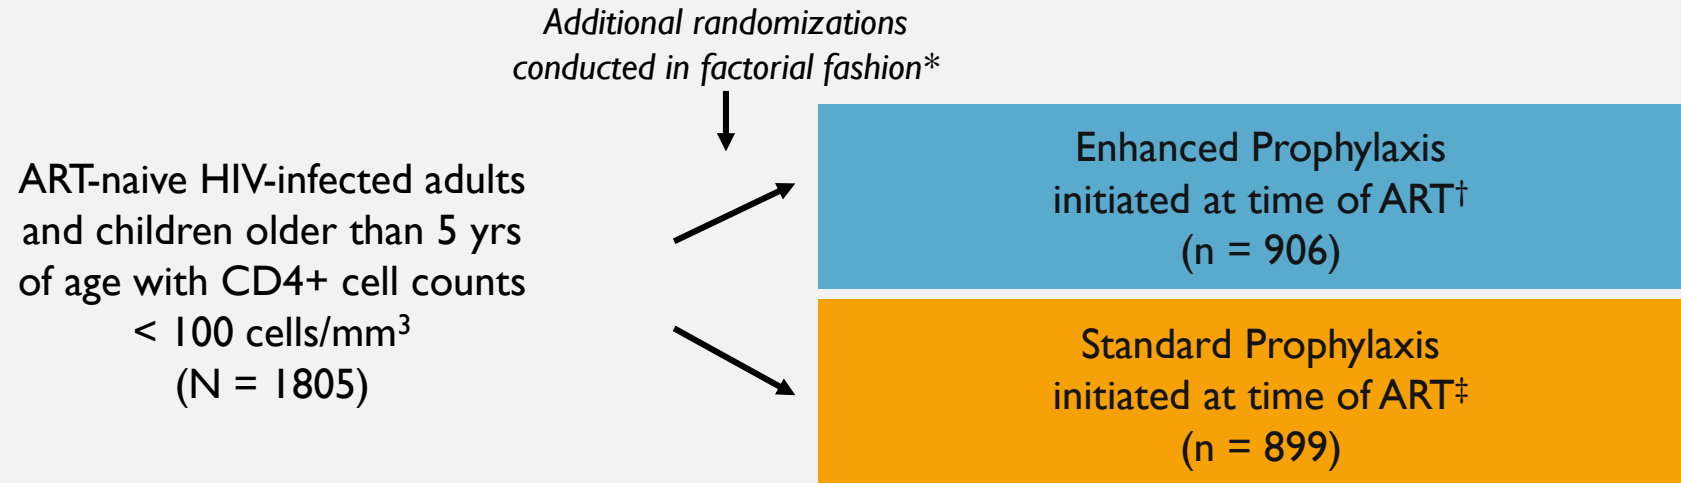 Additional randomizations
conducted in factorial fashion*
ART-naive HIV-infected adults
and children older than 5 yrs
of age with CD4+ cell counts
< 100 cells/mm³
(N = 1805)
Enhanced Prophylaxis
initiated at time of ART†
(n = 906)
Standard Prophylaxis
initiated at time of ART‡
(n = 899)